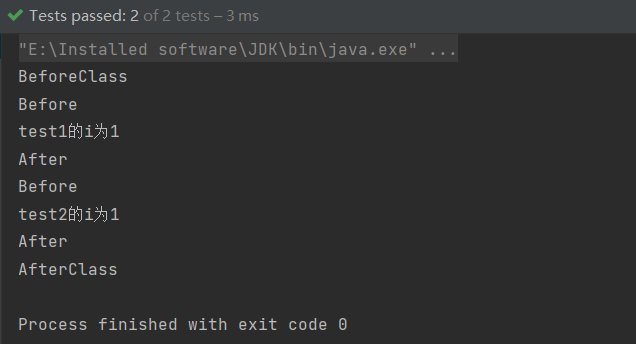 Tests passed: 2 of 2 tests – 3 ms
"E:\Installed software\JDK\bin\java.exe" ...
BeforeClass
Before
test1的i为1
After
Before
test2的i为1
After
AfterClass
Process finished with exit code 0